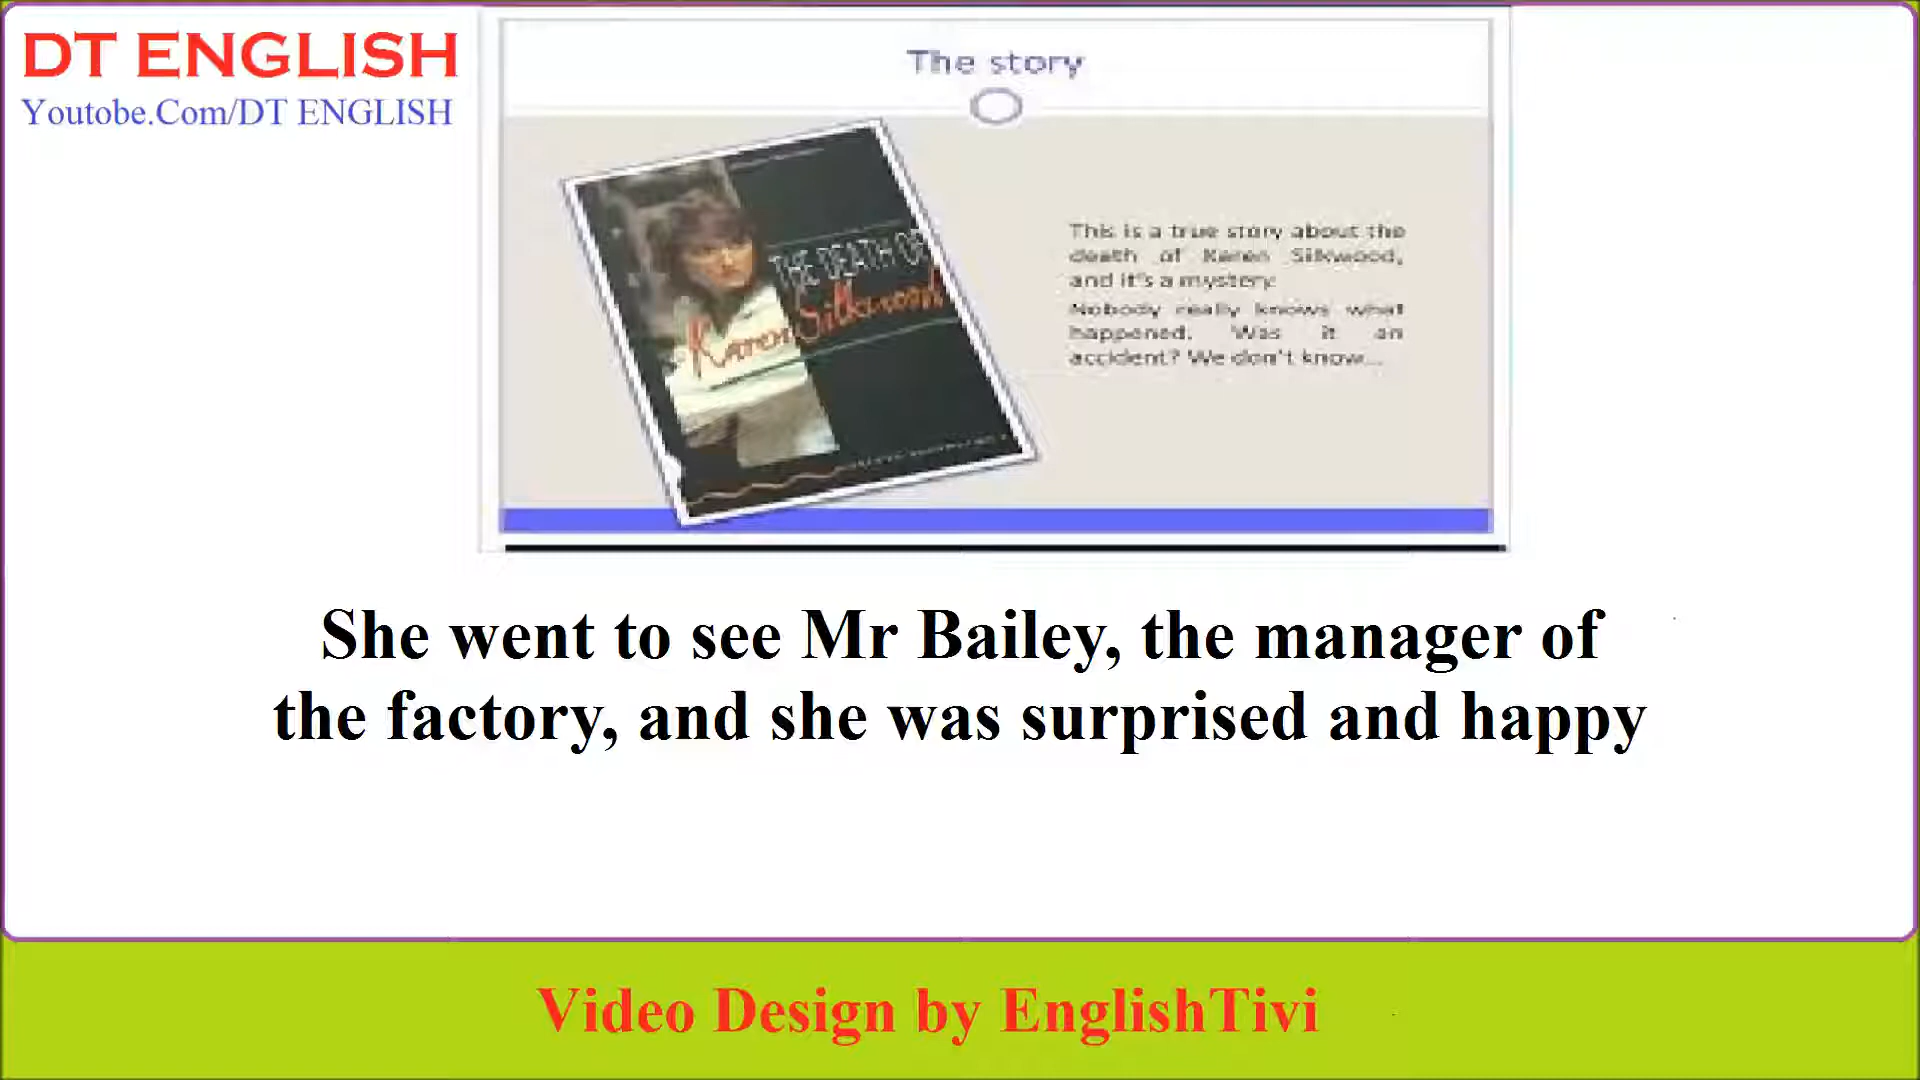 DT ENGLISH
Youtobe.Com/DT ENGLISH
The story
THE DEATH OF
Karen Silkwood
This is a true story about the
death of Karen Silkwood,
and it's a mystery
Nobody really knows what
happened. Was it an
accident? We don't know...
She went to see Mr Bailey, the manager of
the factory, and she was surprised and happy
Video Design by EnglishTivi